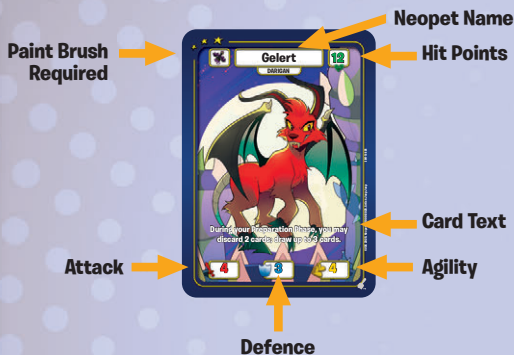 Neopet Name
Paint Brush
Required
Gelert
12
Hit Points
DARIGAN
During your Preparation Phase, you may
discard 2 cards: draw up to 3 cards.
Card Text
Attack
4
3
4
Agility
Defence